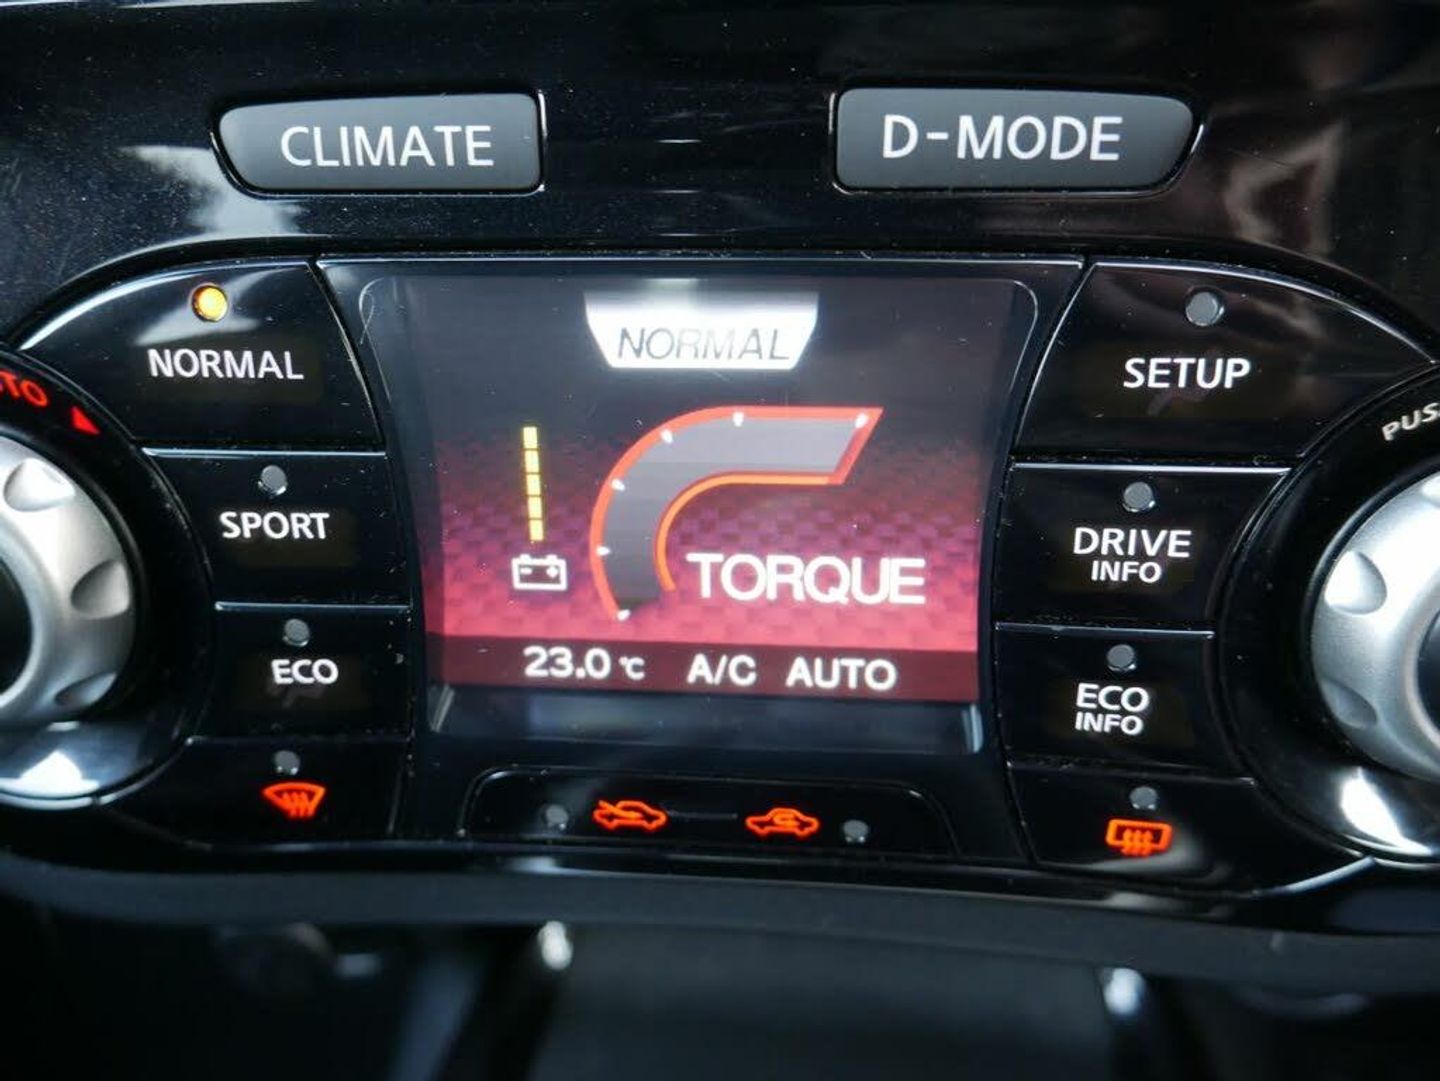 CLIMATE
D-MODE
NORMAL
NORMAL
SETUP
SPORT
DRIVE
INFO
TORQUE
ECO
ECO
INFO
23.0 °C A/C AUTO